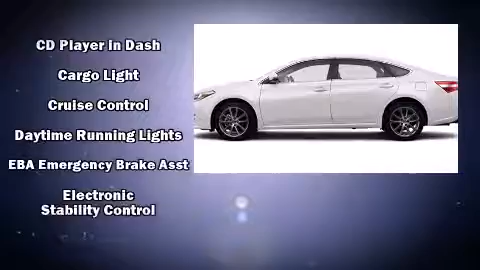 CD Player in Dash
Cargo Light
Cruise Control
Daytime Running Lights
EBA Emergency Brake Asst
Electronic
Stability Control